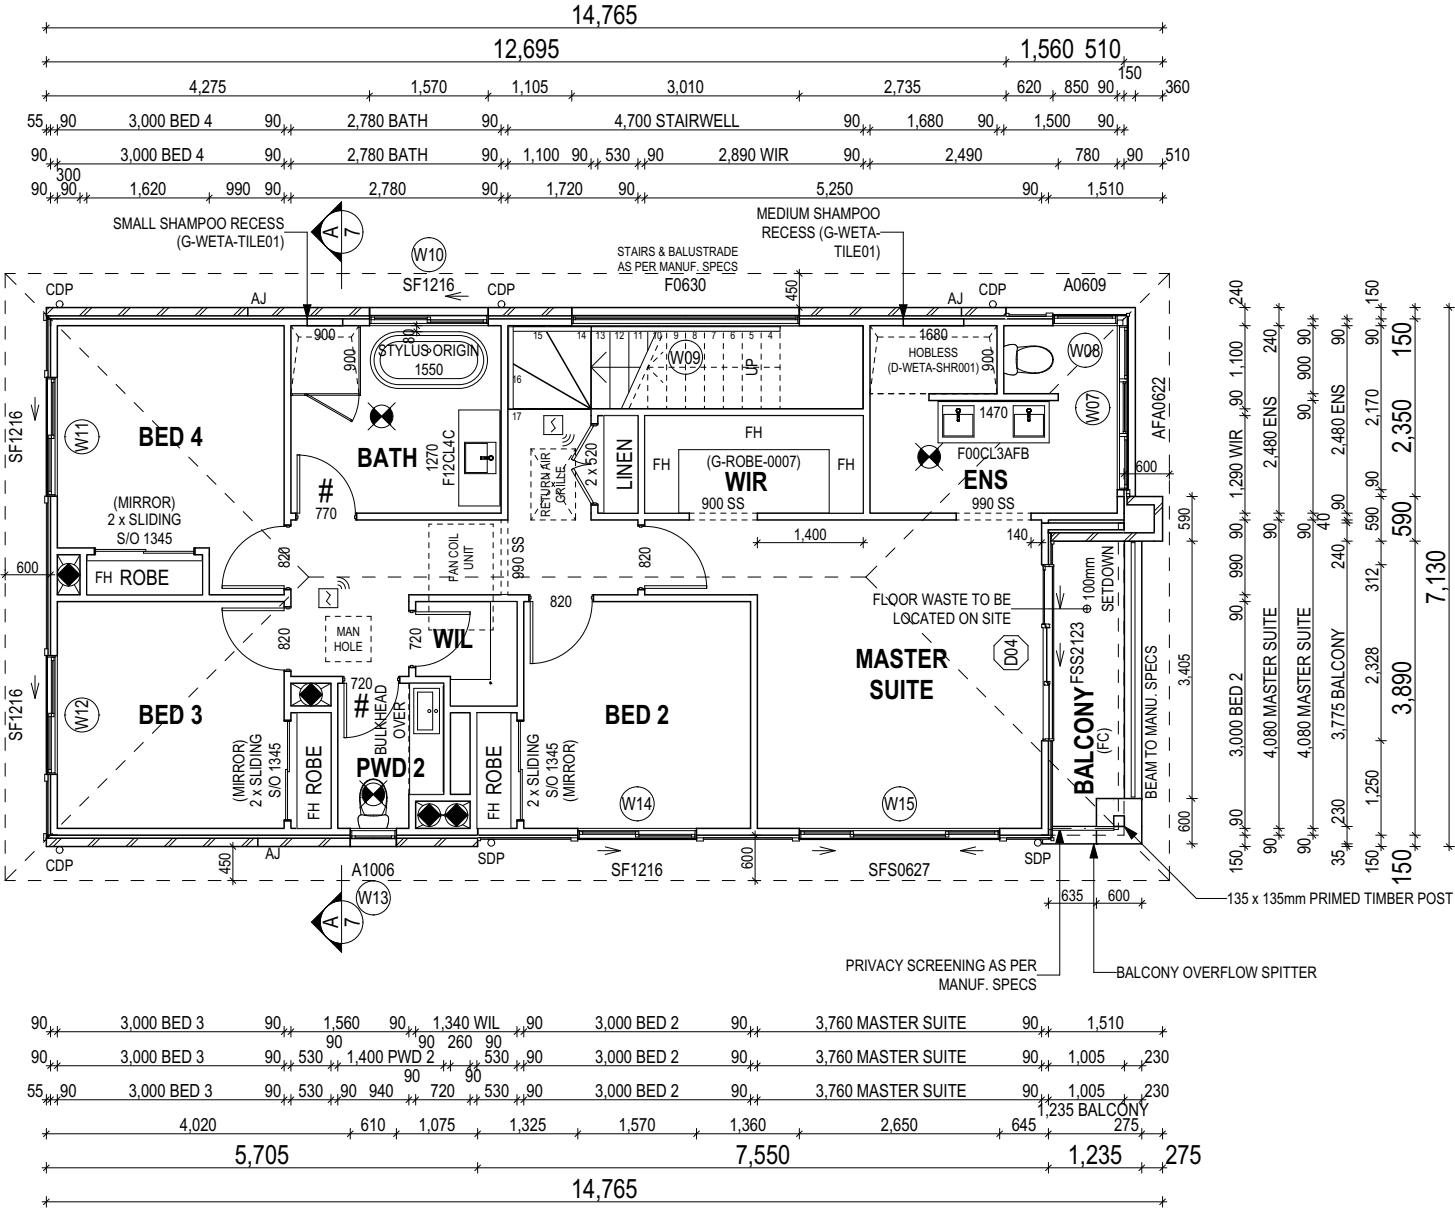 14,765
12,695 1,560 510
4,275 1,570 1,105 3,010 2,735 620 850 90 150 360
55 90 3,000 BED 4 90 2,780 BATH 90 4,700 STAIRWELL 90 1,680 90 1,500 90
90 3,000 BED 4 90 2,780 BATH 90 1,100 90 530 90 2,890 WIR 90 2,490 780 90 510
300
90 90 1,620 990 90 2,780 90 1,720 90 5,250 90 1,510
SMALL SHAMPOO RECESS
(G-WETA-TILE01)
A
7
MEDIUM SHAMPOO
RECESS (G-WETA-
TILE01)
W10
SF1216
STAIRS & BALUSTRADE
AS PER MANUF. SPECS
F0630
450
CDP
AJ
CDP
AJ
CDP
A0609
900
900
80
STYLUS ORIGIN
1550
15 14 13 12 11 10 9 8 7 6 5 4
16
17
W09
UP
1680
HOBLESS
(D-WETA-SHR001)
900
W08
W07
AFA0622
SF1216
W11
BED 4
BATH
1270
F12CL4C
#
770
RETURN AIR
GRILLE
2 x 520
LINEN
FH
FH
(G-ROBE-0007)
FH
WIR
900 SS
1470
F00CL3AFB
ENS
990 SS
600
(MIRROR)
2 x SLIDING
S/O 1345
600
FH ROBE
820
FAN COIL
UNIT
990 SS
820
1,400
140
820
820
MAN
HOLE
720
WIL
FLOOR WASTE TO BE
LOCATED ON SITE
100mm
SETDOWN
D04
FSS2123
MASTER
SUITE
SF1216
W12
BED 3
(MIRROR)
2 x SLIDING
S/O 1345
FH ROBE
720
#
BULKHEAD
OVER
PWD 2
FH ROBE
2 x SLIDING
S/O 1345
(MIRROR)
BED 2
W14
W15
BALCONY
(FC)
BEAM TO MANU. SPECS
590
3,405
600
CDP
AJ
450
A1006
W13
SDP
SF1216
600
SFS0627
SDP
635 600
135 x 135mm PRIMED TIMBER POST
A
7
PRIVACY SCREENING AS PER
MANUF. SPECS
BALCONY OVERFLOW SPITTER
240 1,100 90 1,290 WIR 90 990 90 3,000 BED 2 90 150
240 2,480 ENS 90 4,080 MASTER SUITE 90
90 900 90 90 4,080 MASTER SUITE 90
90 2,480 ENS 90 40 240 3,775 BALCONY 230 35
150 90 2,170 90 590 312 2,328 1,250 150
150 2,350 590 3,890 150
7,130
90 3,000 BED 3 90 1,560 90 1,340 WIL 90 3,000 BED 2 90 3,760 MASTER SUITE 90 1,510
90 90 260 90
90 3,000 BED 3 90 530 1,400 PWD 2 530 90 3,000 BED 2 90 3,760 MASTER SUITE 90 1,005 230
90 90
55 90 3,000 BED 3 90 530 90 940 720 530 90 3,000 BED 2 90 3,760 MASTER SUITE 90 1,005 230
1,235 BALCONY
4,020 610 1,075 1,325 1,570 1,360 2,650 645 275
5,705 7,550 1,235 275
14,765